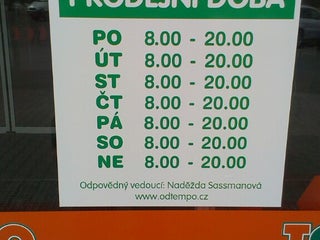 PRODEJNÍ DOBA
PO 8.00 - 20.00
ÚT 8.00 - 20.00
ST 8.00 - 20.00
ČT 8.00 - 20.00
PÁ 8.00 - 20.00
SO 8.00 - 20.00
NE 8.00 - 20.00
Odpovědný vedoucí: Naděžda Sassmanová
www.odtempo.cz